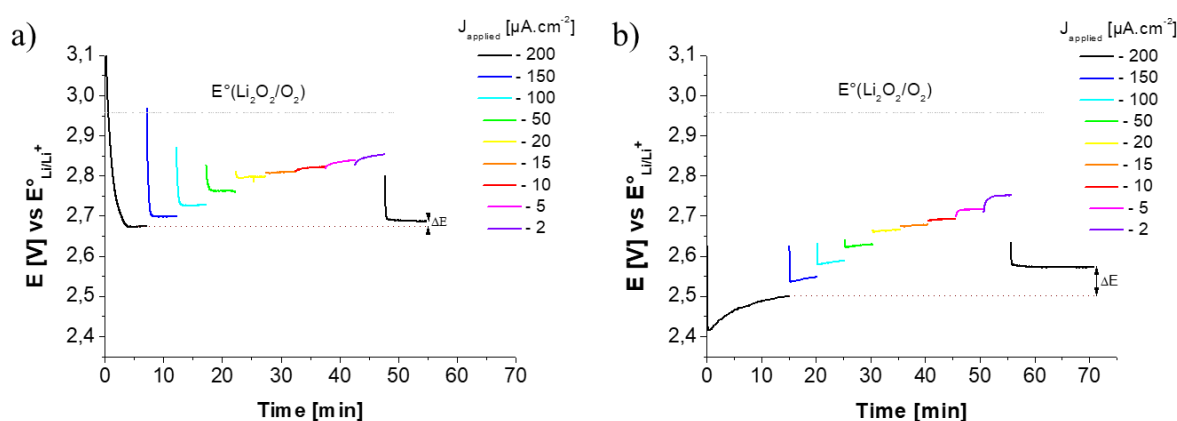 a)
J applied [µA.cm-2]
- 200
- 150
- 100
- 50
- 20
- 15
- 10
- 5
- 2
E°(Li2O2/O2)
ΔE
3,1
3,0
2,9
2,8
2,7
2,6
2,5
2,4
E [V] vs E°Li/Li+
0 10 20 30 40 50 60 70
Time [min]
b)
J applied [µA.cm-2]
- 200
- 150
- 100
- 50
- 20
- 15
- 10
- 5
- 2
E°(Li2O2/O2)
ΔE
3,1
3,0
2,9
2,8
2,7
2,6
2,5
2,4
E [V] vs E°Li/Li+
0 10 20 30 40 50 60 70
Time [min]